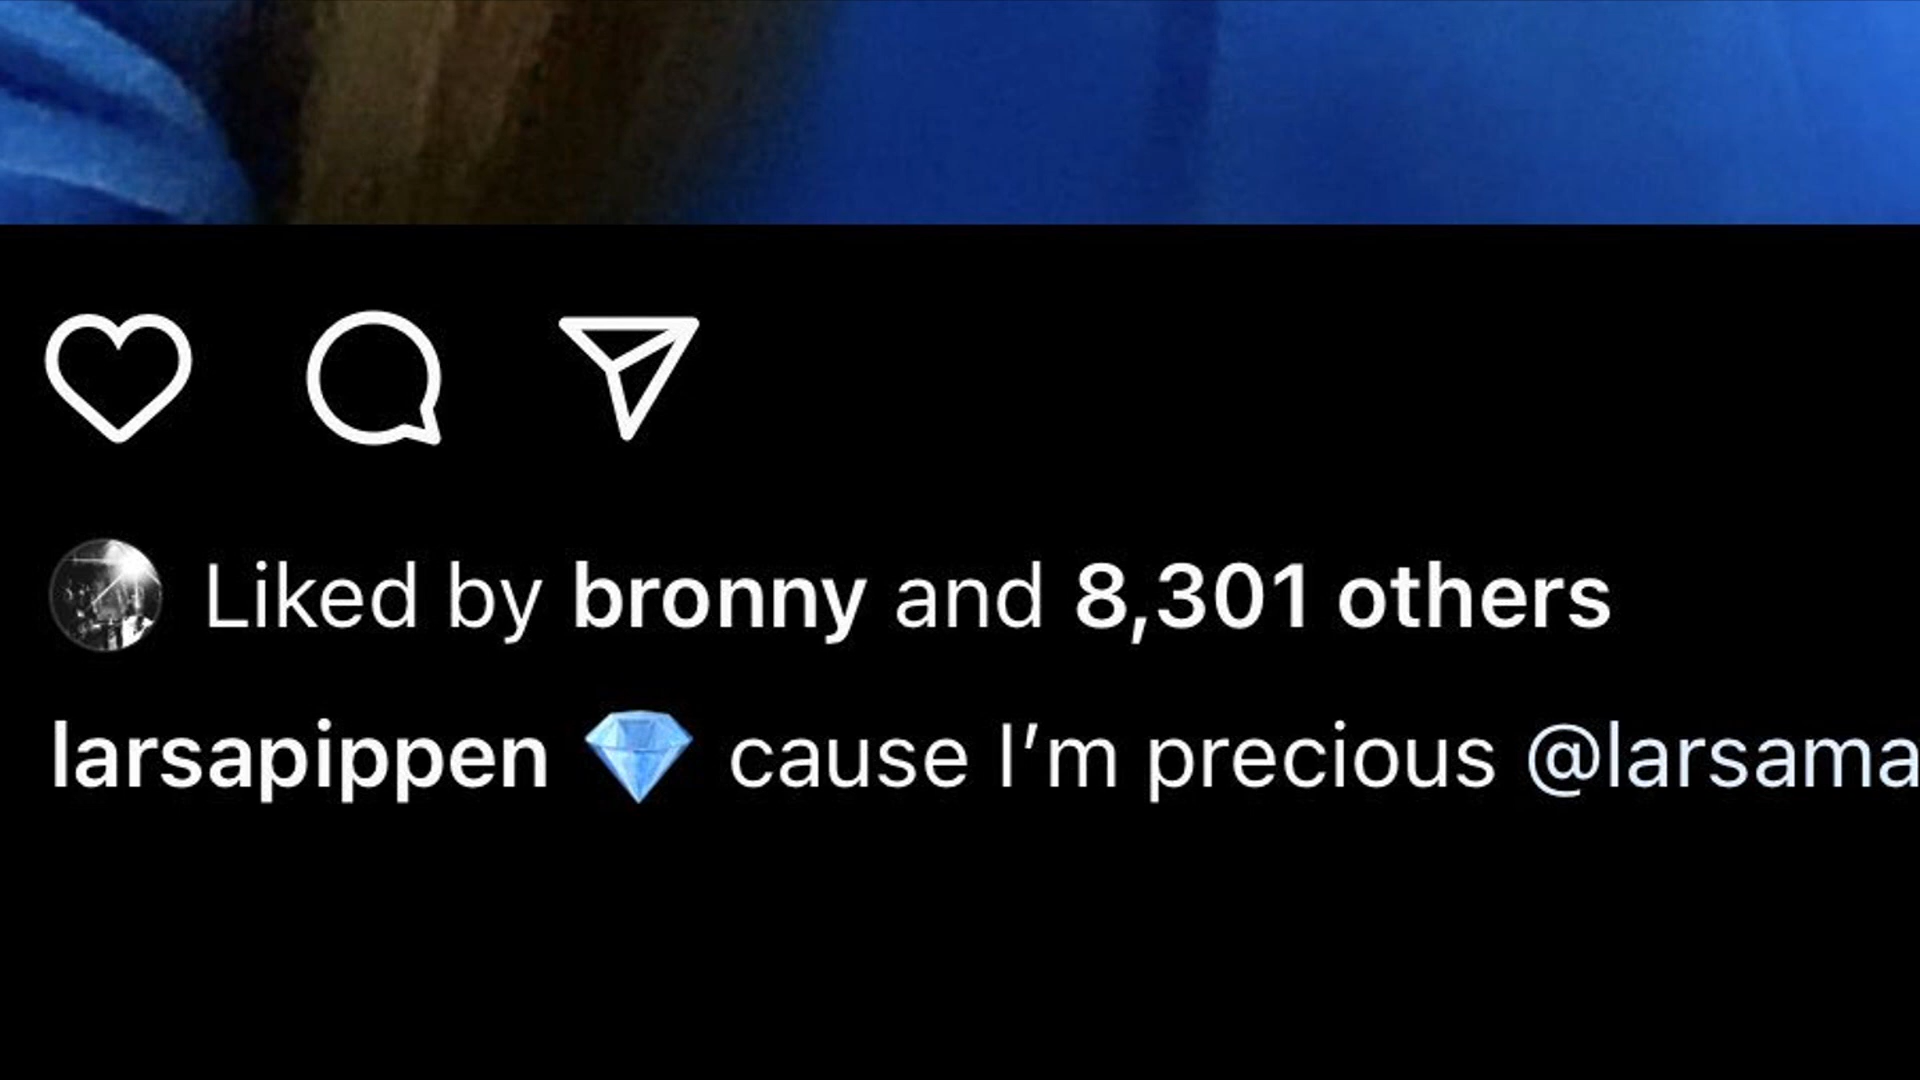 Liked by bronny and 8,301 others
larsapippen 💎 cause I’m precious @larsama